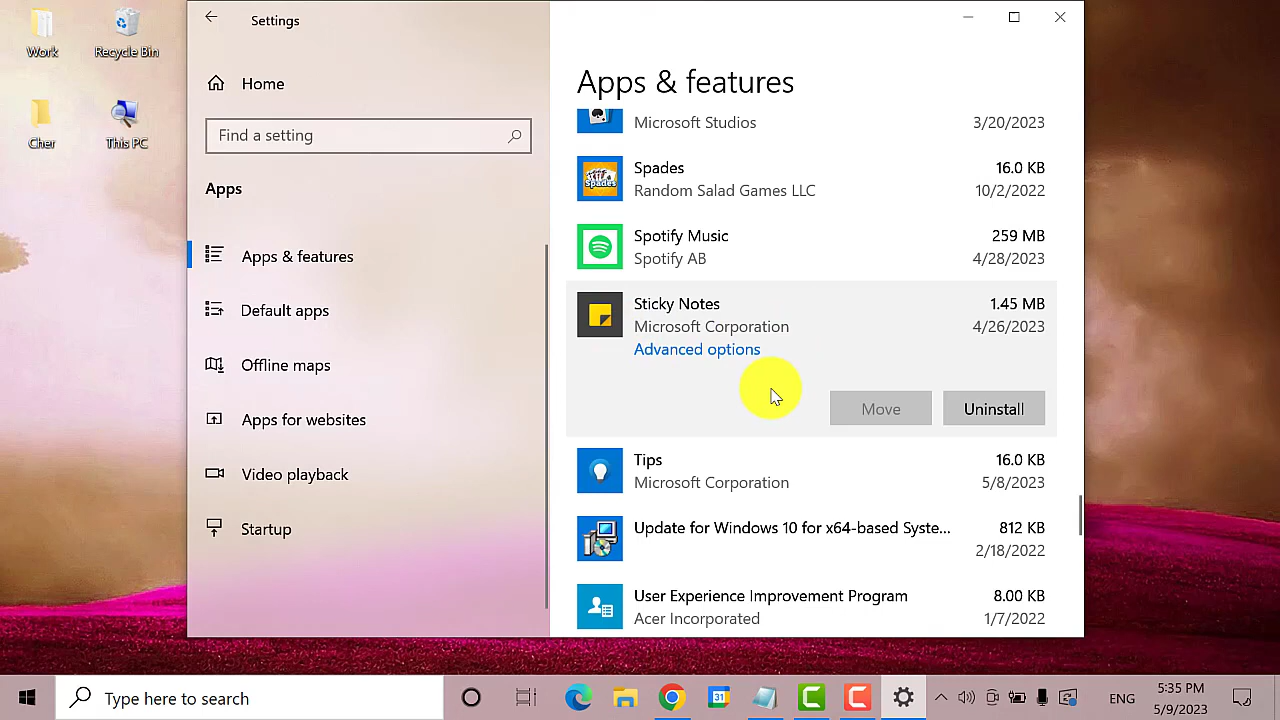 Work
Recycle Bin
Cher
This PC
Settings
Home
Find a setting
Apps
Apps & features
Default apps
Offline maps
Apps for websites
Video playback
Startup
Apps & features
Microsoft Studios 3/20/2023
Spades 16.0 KB
Random Salad Games LLC 10/2/2022
Spades
Spotify Music 259 MB
Spotify AB 4/28/2023
Sticky Notes 1.45 MB
Microsoft Corporation 4/26/2023
Advanced options
Move Uninstall
Tips 16.0 KB
Microsoft Corporation 5/8/2023
Update for Windows 10 for x64-based Syste... 812 KB
2/18/2022
User Experience Improvement Program 8.00 KB
Acer Incorporated 1/7/2022
Type here to search
31
ENG
5:35 PM
5/9/2023